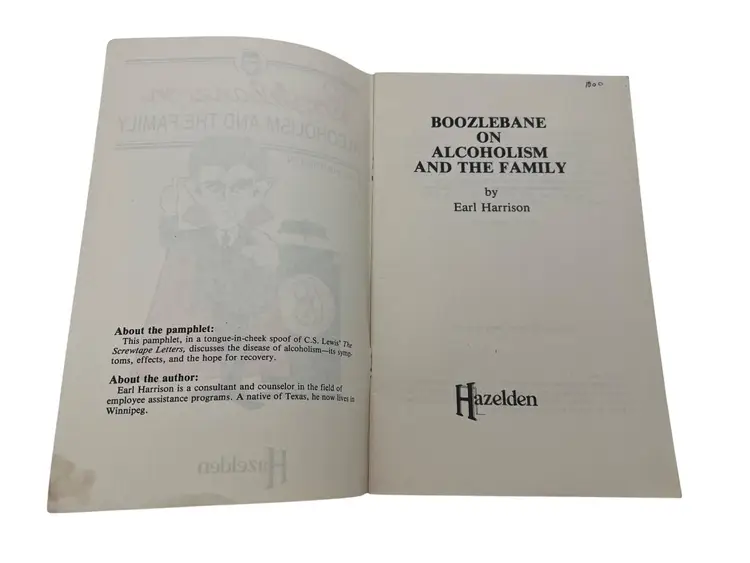 About the pamphlet:
This pamphlet, in a tongue-in-cheek spoof of C.S. Lewis' The
Screwtape Letters, discusses the disease of alcoholism—its symp-
toms, effects, and the hope for recovery.
About the author:
Earl Harrison is a consultant and counselor in the field of
employee assistance programs. A native of Texas, he now lives in
Winnipeg.
BOOZLEBANE
ON
ALCOHOLISM
AND THE FAMILY
by
Earl Harrison
Hazelden